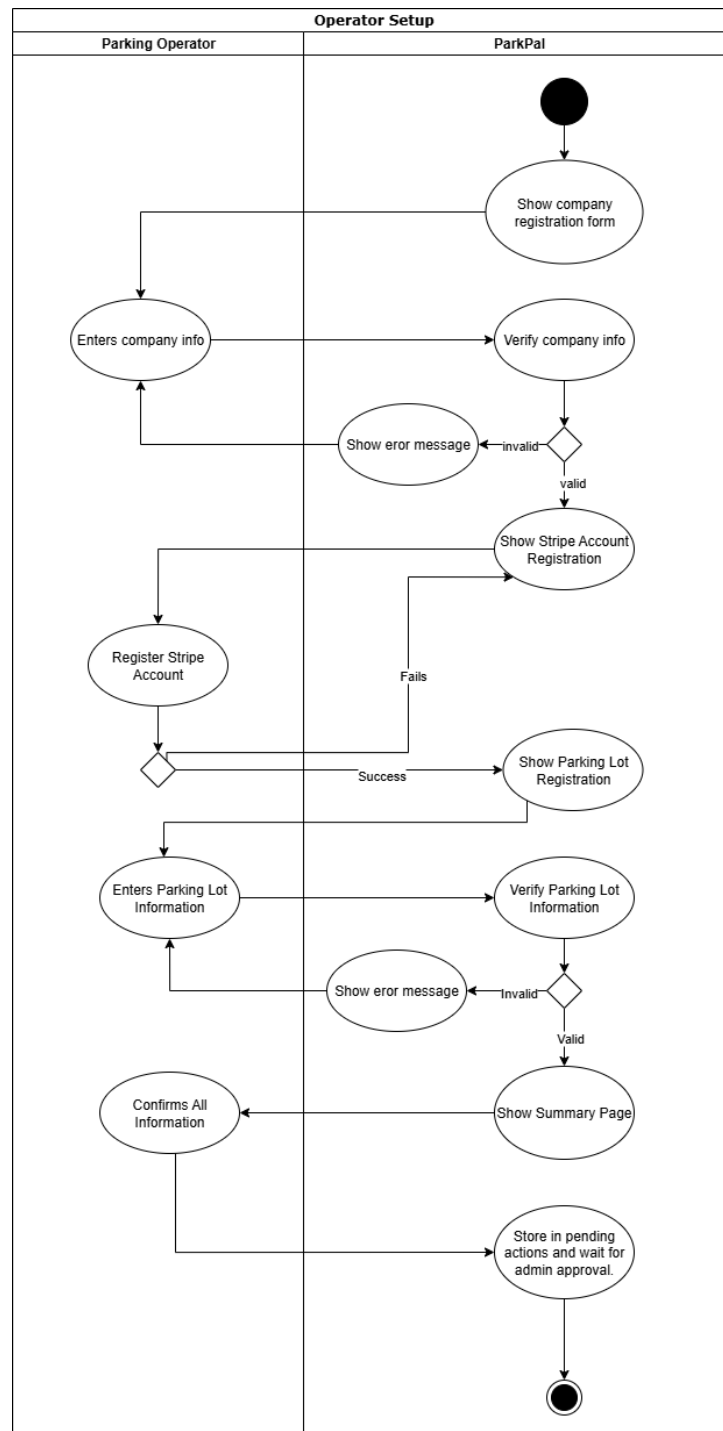 Operator Setup
Parking Operator
ParkPal
Show company
registration form
Enters company info
Verify company info
Show eror message
invalid
valid
Show Stripe Account
Registration
Register Stripe
Account
Fails
Success
Show Parking Lot
Registration
Enters Parking Lot
Information
Verify Parking Lot
Information
Show eror message
Invalid
Valid
Confirms All
Information
Show Summary Page
Store in pending
actions and wait for
admin approval.